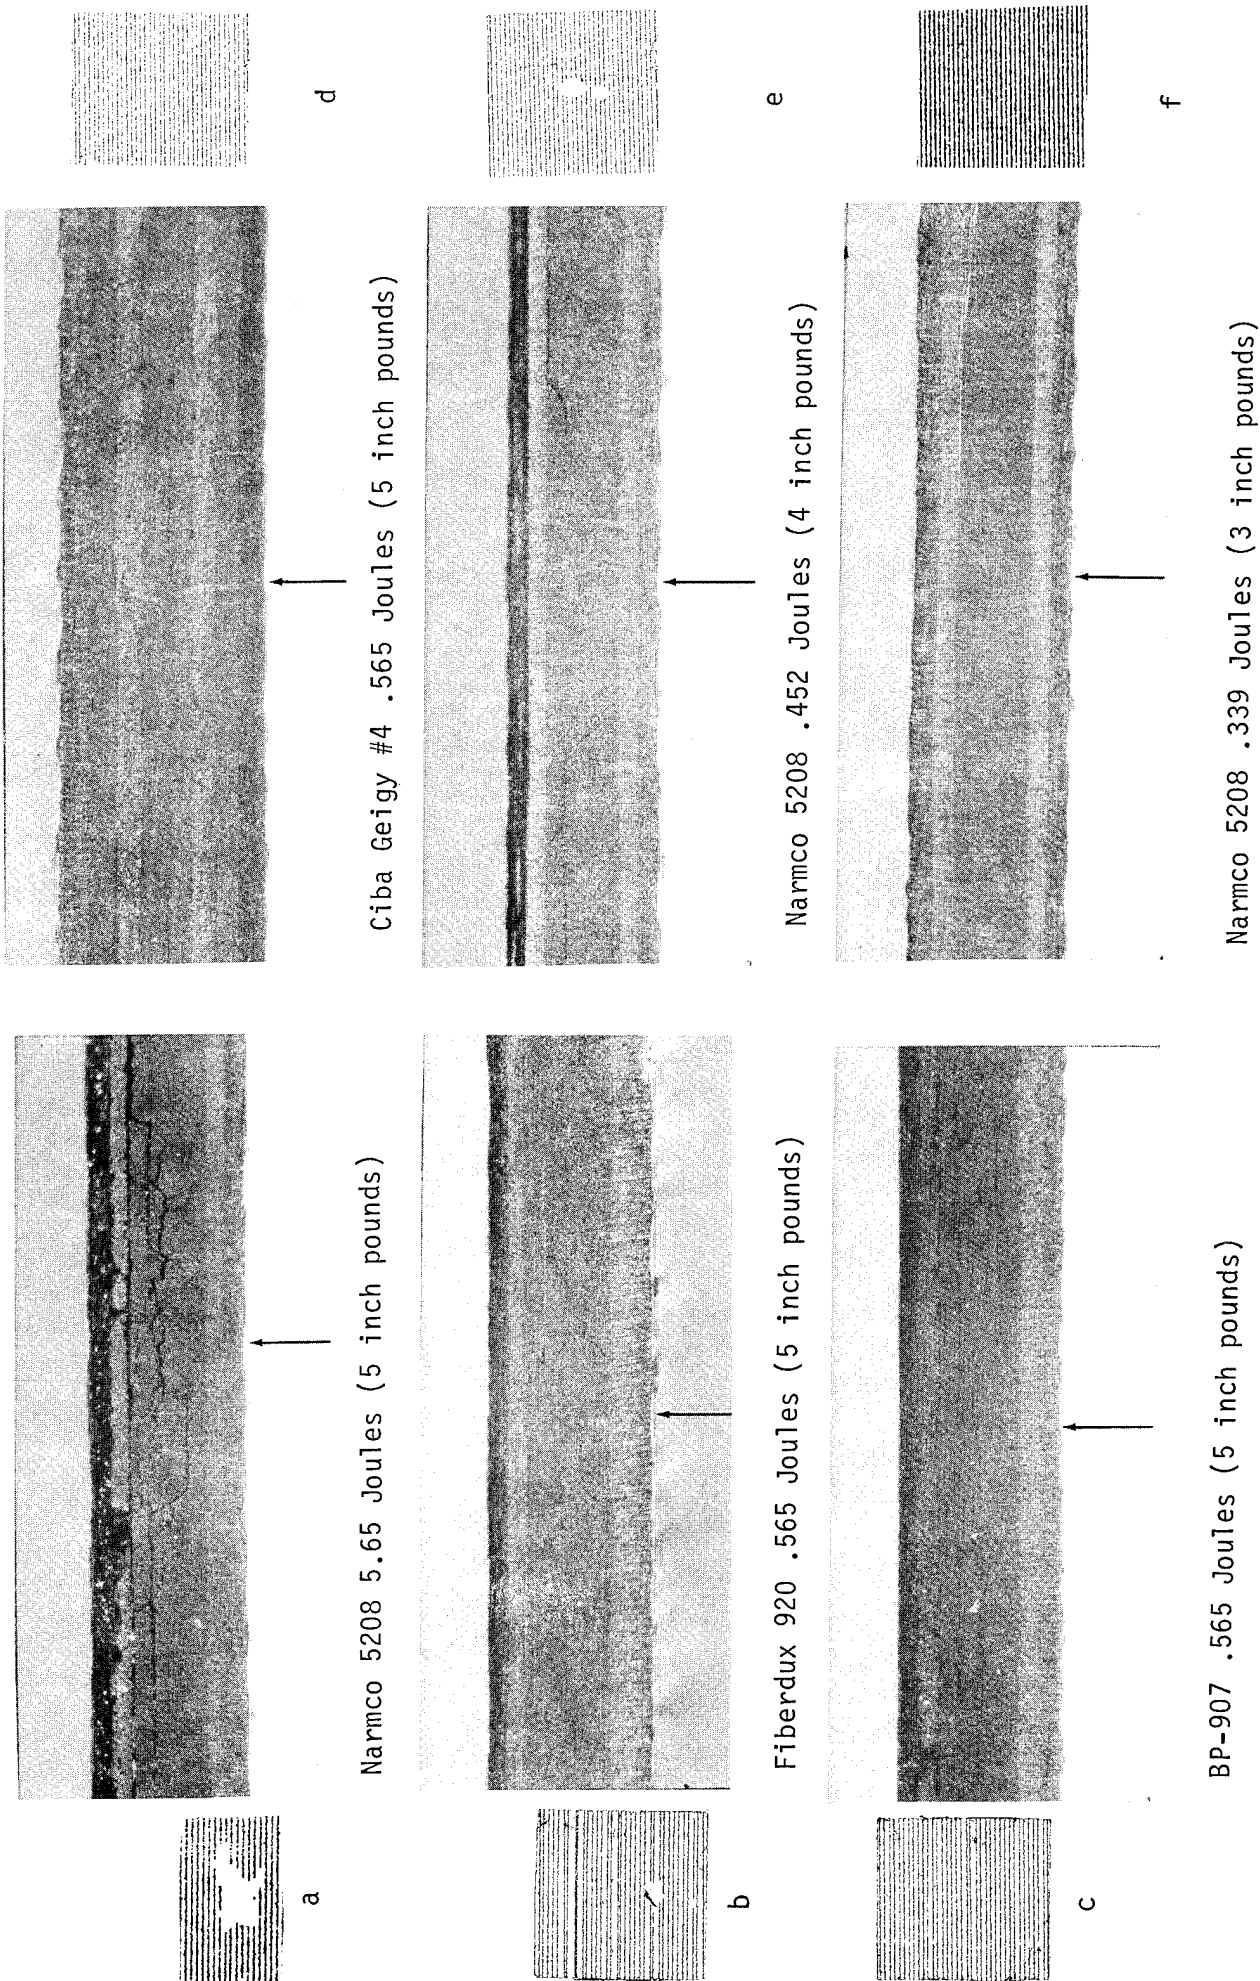 a
Narmco 5208 5.65 Joules (5 inch pounds)
b
Fiberdux 920 .565 Joules (5 inch pounds)
c
BP-907 .565 Joules (5 inch pounds)
d
Ciba Geigy #4 .565 Joules (5 inch pounds)
e
Narmco 5208 .452 Joules (4 inch pounds)
f
Narmco 5208 .339 Joules (3 inch pounds)